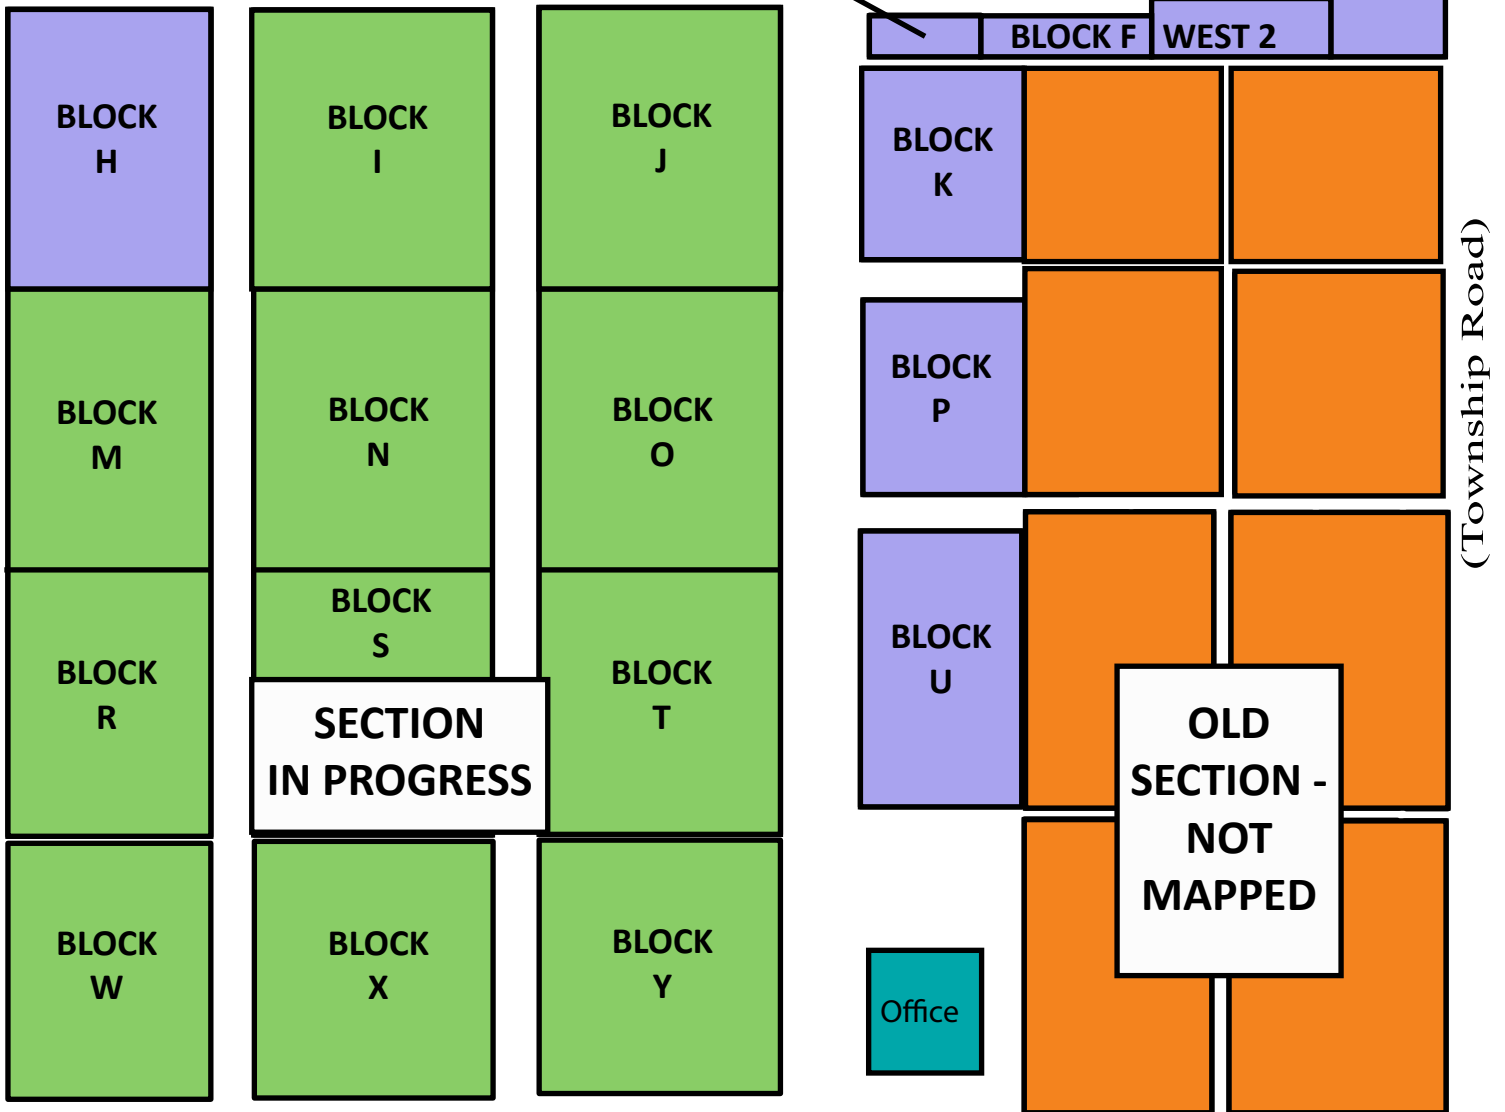 BLOCK F WEST 2
BLOCK
H
BLOCK
I
BLOCK
J
BLOCK
K
BLOCK
M
BLOCK
N
BLOCK
O
BLOCK
P
(Township Road)
BLOCK
R
BLOCK
S
BLOCK
T
BLOCK
U
SECTION
IN PROGRESS
OLD
SECTION -
NOT
MAPPED
BLOCK
W
BLOCK
X
BLOCK
Y
Office